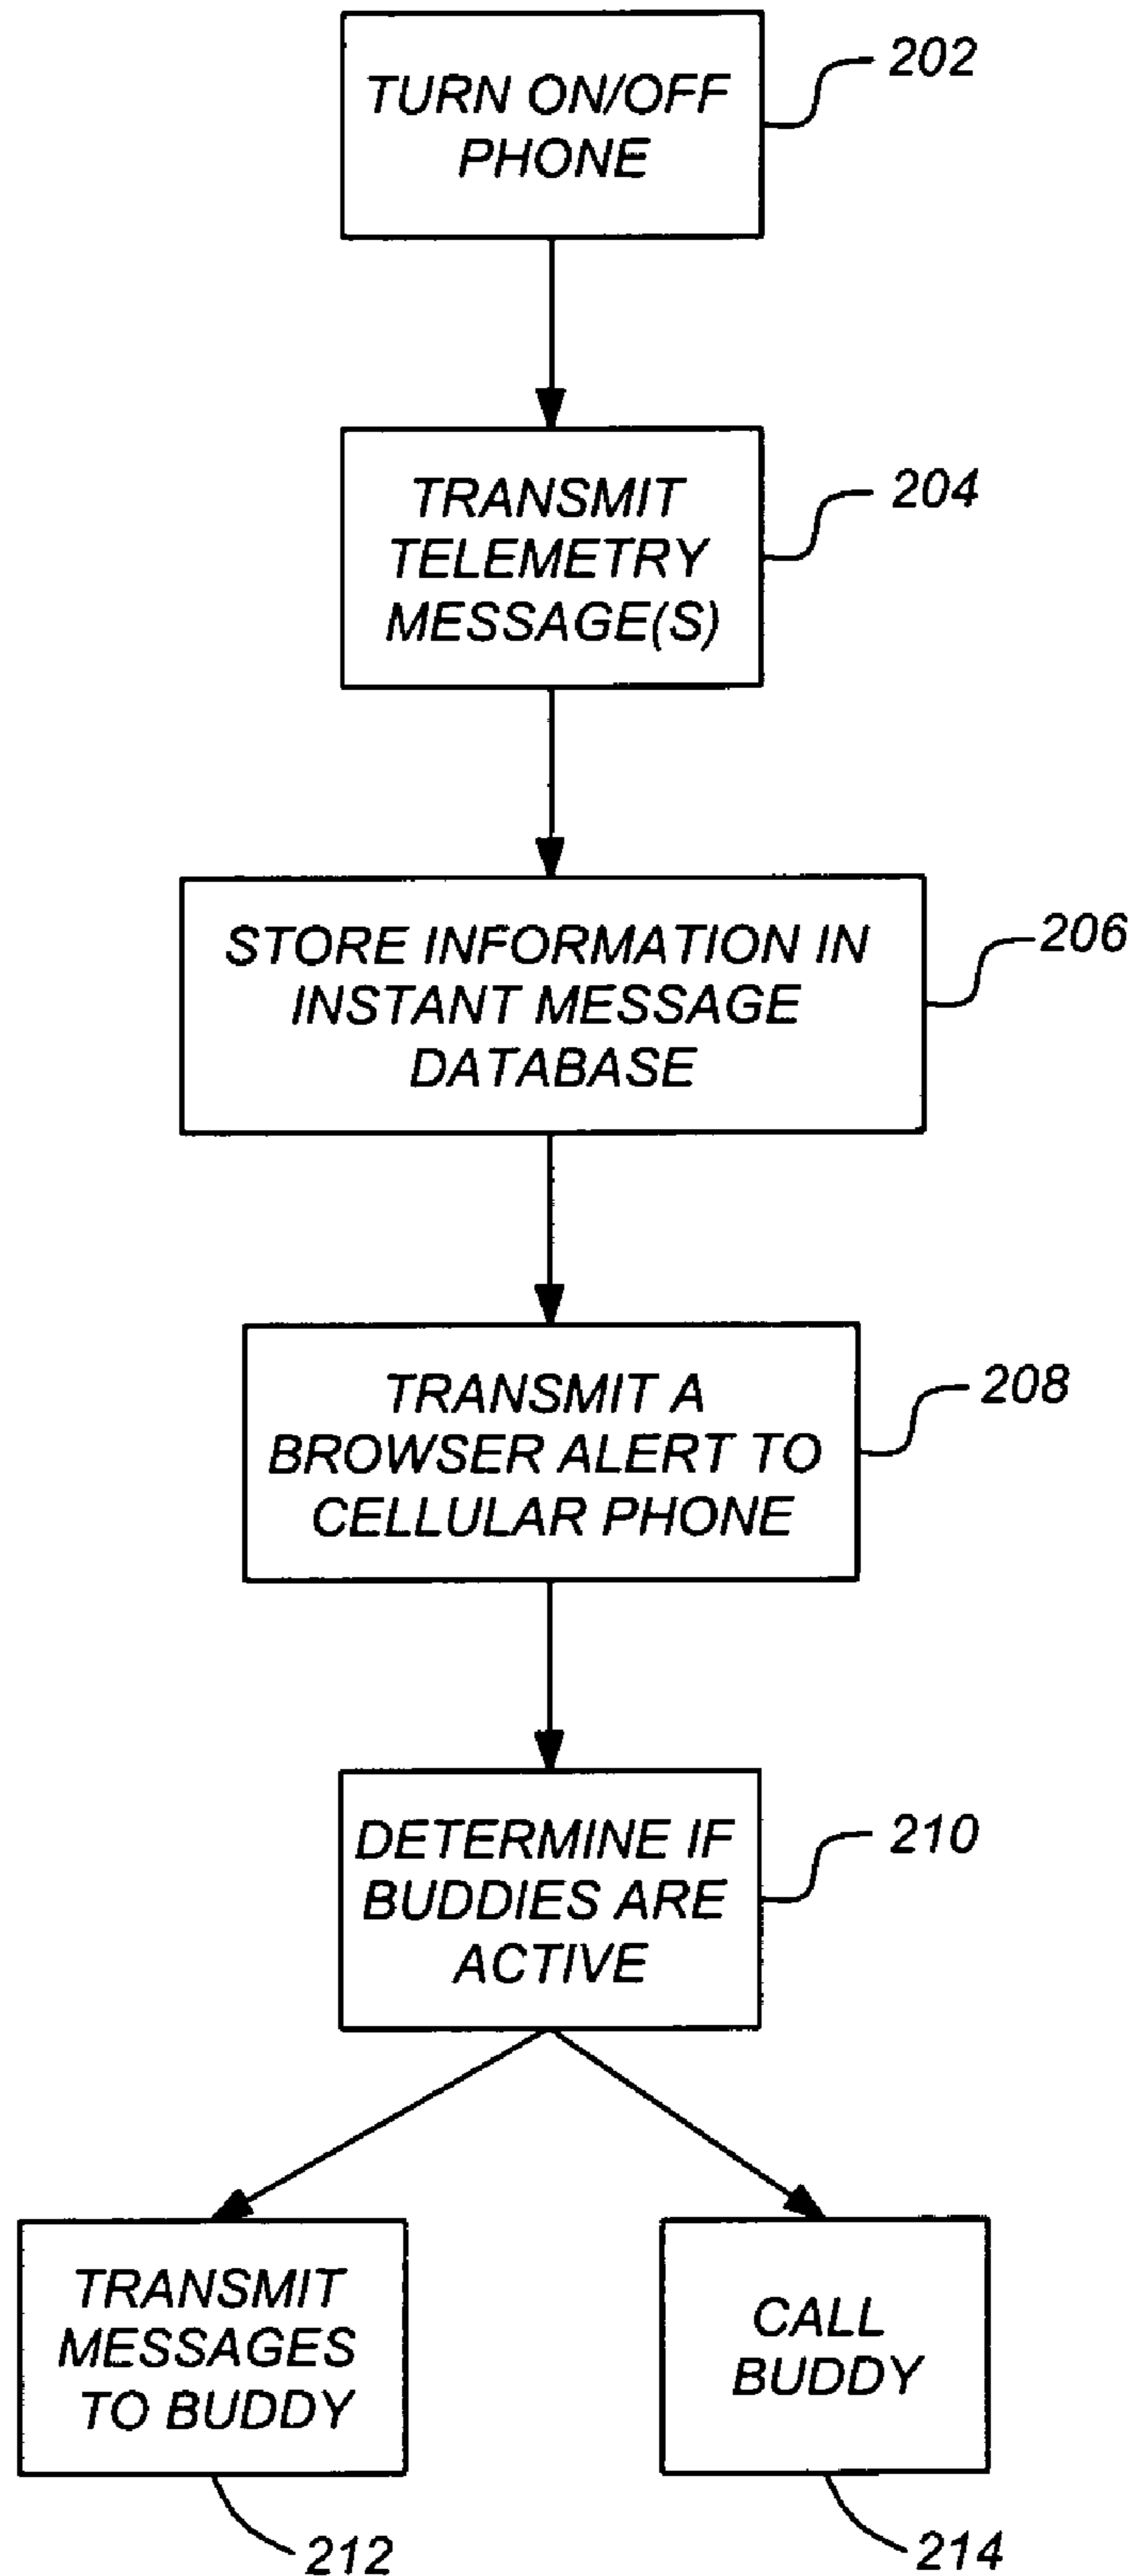 TURN ON/OFF
PHONE
202
TRANSMIT
TELEMETRY
MESSAGE(S)
204
STORE INFORMATION IN
INSTANT MESSAGE
DATABASE
206
TRANSMIT A
BROWSER ALERT TO
CELLULAR PHONE
208
DETERMINE IF
BUDDIES ARE
ACTIVE
210
TRANSMIT
MESSAGES
TO BUDDY
212
CALL
BUDDY
214